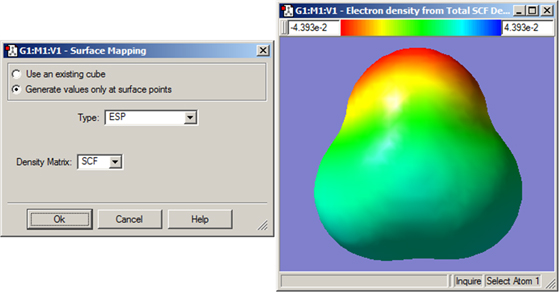 G1:M1:V1 - Surface Mapping
Use an existing cube
Generate values only at surface points
Type: ESP
Density Matrix: SCF
Ok Cancel Help
G1:M1:V1 - Electron density from Total SCF De...
-4.393e-2 4.393e-2
Inquire Select Atom 1